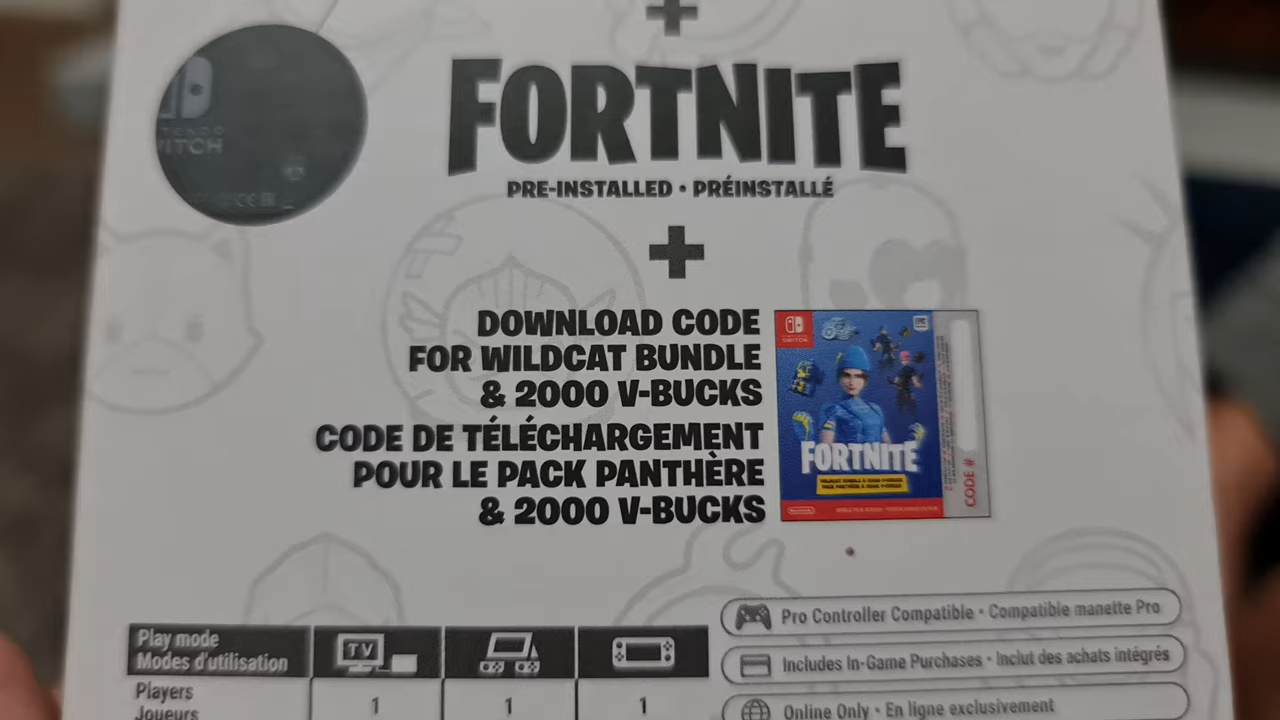 +
FORTNITE
PRE-INSTALLED • PRÉINSTALLÉ
+
DOWNLOAD CODE
FOR WILDCAT BUNDLE
& 2000 V-BUCKS
CODE DE TÉLÉCHARGEMENT
POUR LE PACK PANTHÈRE
& 2000 V-BUCKS
SWITCH
FORTNITE
Nintendo
CODE #
Pro Controller Compatible • Compatible manette Pro
Includes In-Game Purchases • Inclut des achats intégrés
Online Only • En ligne exclusivement
Play mode
Modes d'utilisation
TV
Players
Joueurs
1 1 1